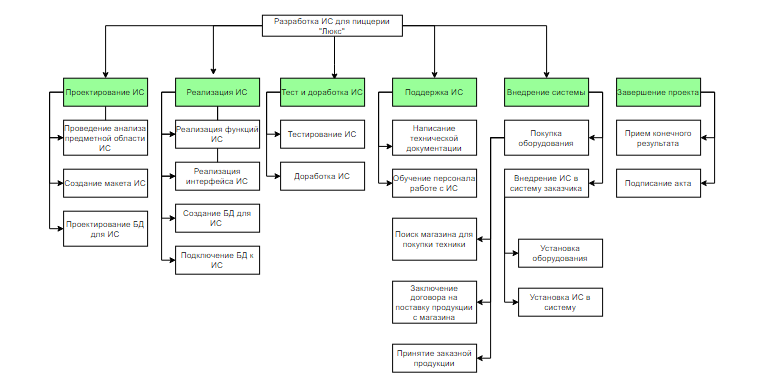 Разработка ИС для пиццерии
"Люкс"
Проектирование ИС
Реализация ИС
Тест и доработка ИС
Поддержка ИС
Внедрение системы
Завершение проекта
Проведение анализа
предметной области
ИС
Реализация функций
ИС
Тестирование ИС
Написание
технической
документации
Покупка
оборудования
Прием конечного
результата
Создание макета ИС
Реализация
интерфейса ИС
Доработка ИС
Обучение персонала
работе с ИС
Внедрение ИС в
систему заказчика
Подписание акта
Проектирование БД
для ИС
Создание БД для
ИС
Поиск магазина для
покупки техники
Подключение БД к
ИС
Установка
оборудования
Заключение
договора на
поставку продукции
с магазина
Установка ИС в
систему
Принятие заказной
продукции